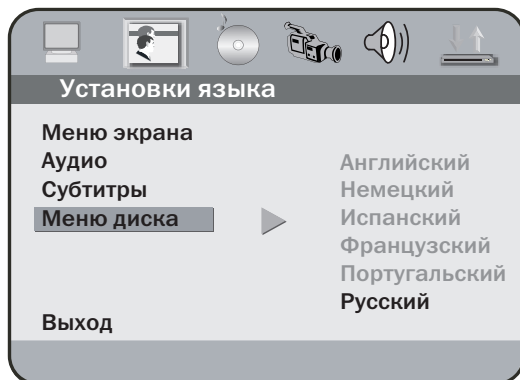 Установки языка
Меню экрана
Аудио
Субтитры
Меню диска
Английский
Немецкий
Испанский
Французский
Португальский
Русский
Выход